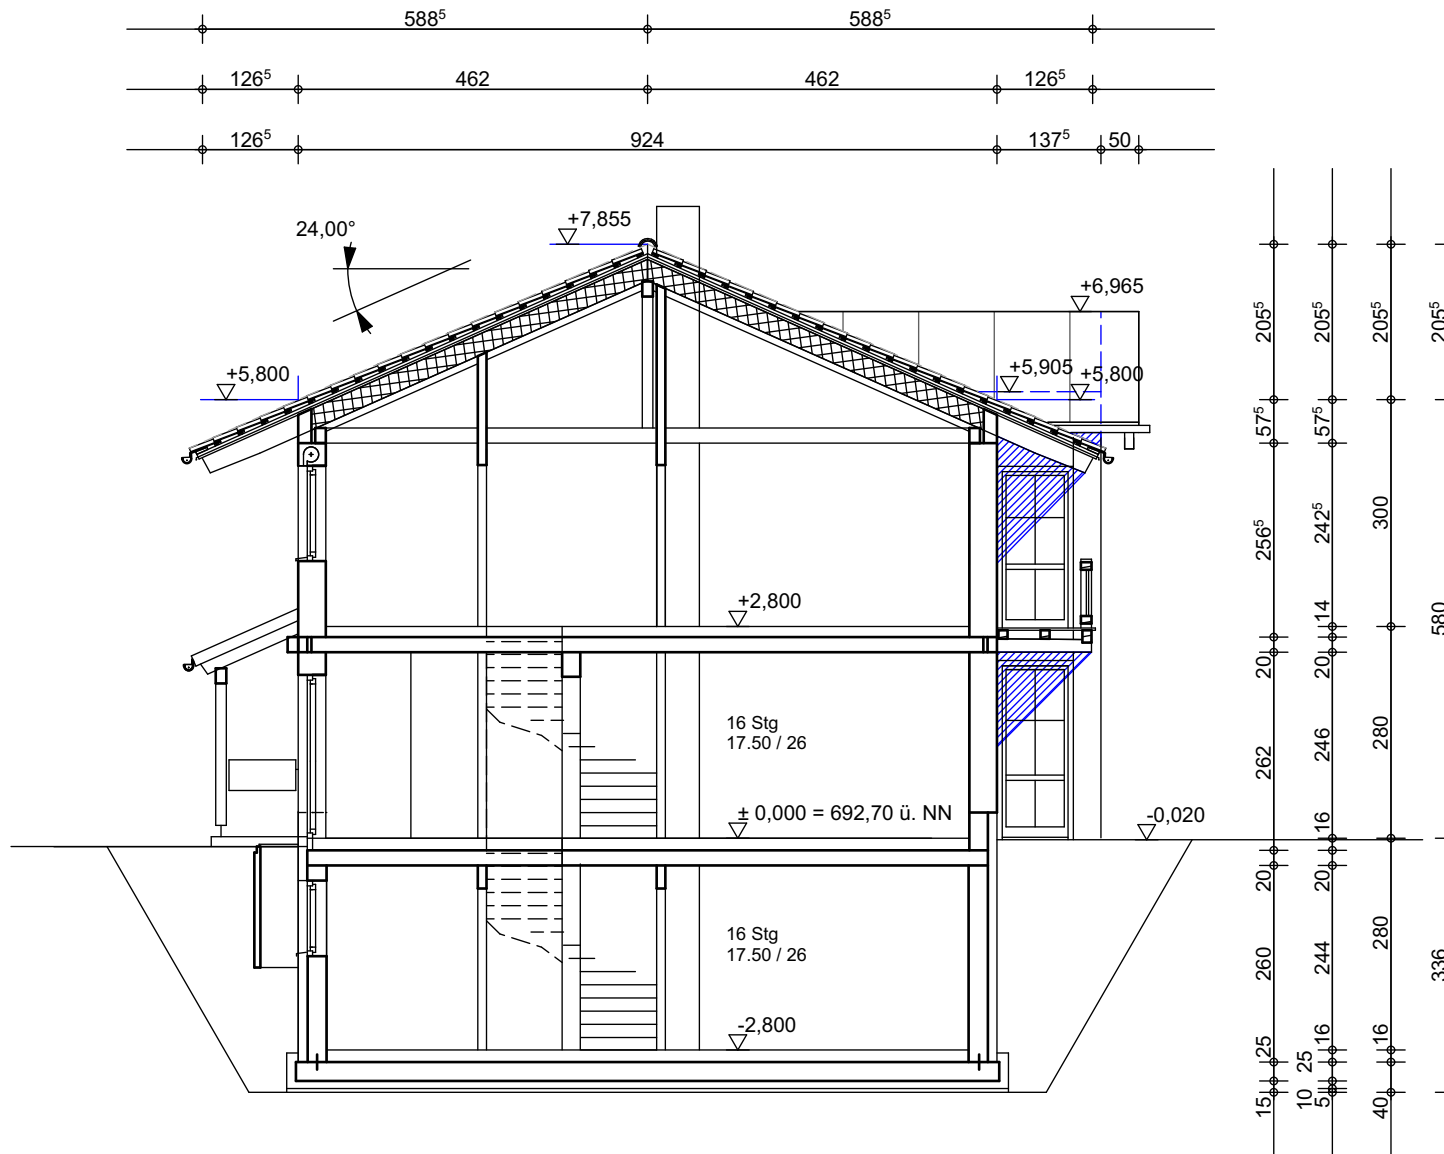 588⁵ 588⁵
126⁵ 462 462 126⁵
126⁵ 924 137⁵ 50
24,00°
+7,855
+6,965
+5,800
+5,905
+5,800
205⁵ 205⁵ 205⁵ 205⁵
57⁵ 57⁵
256⁵ 242⁵ 300
+2,800
14 580
20 20
16 Stg
17.50 / 26
262 246 280
± 0,000 = 692,70 ü. NN
-0,020
16
20 20
16 Stg
17.50 / 26
260 244 280 336
-2,800
25 25 16 16
15 10 5 40